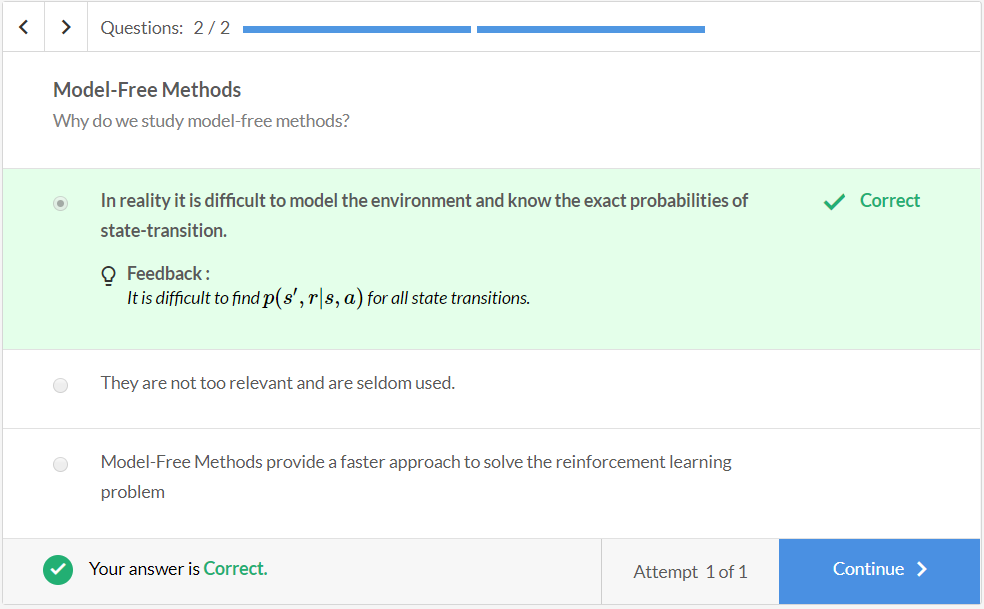 Questions: 2 / 2
Model-Free Methods
Why do we study model-free methods?
In reality it is difficult to model the environment and know the exact probabilities of
state-transition.
Correct
Feedback :
It is difficult to find p(s′, r|s, a) for all state transitions.
They are not too relevant and are seldom used.
Model-Free Methods provide a faster approach to solve the reinforcement learning
problem
Your answer is Correct.
Attempt 1 of 1
Continue